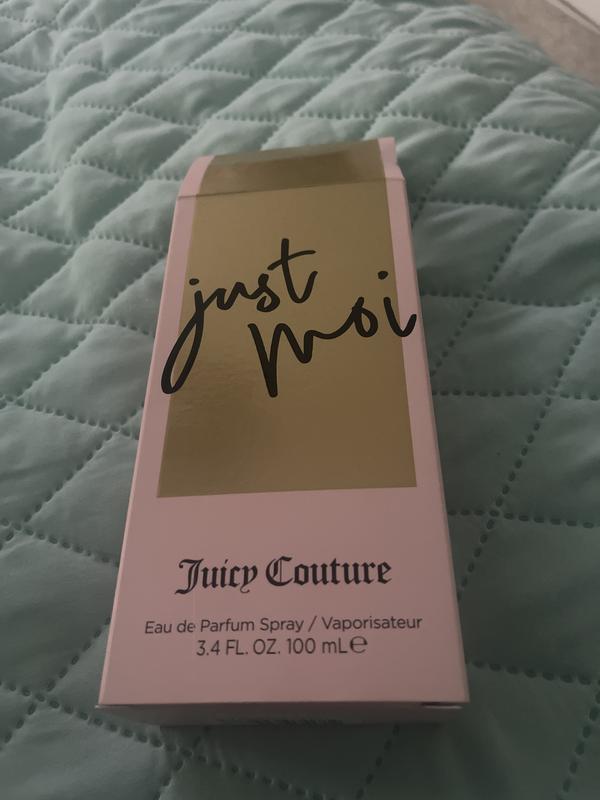 just
moi
Juicy Couture
Eau de Parfum Spray / Vaporisateur
3.4 FL. OZ. 100 mL℮